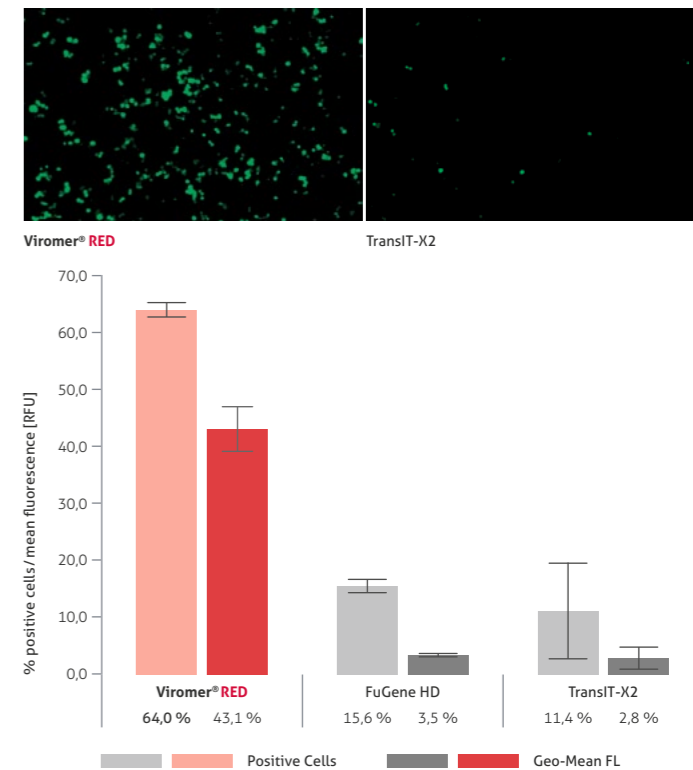 Viromer® RED TransIT-X2
% positive cells/mean fluorescence [RFU]
70,0
60,0
50,0
40,0
30,0
20,0
10,0
0,0
Viromer® RED FuGene HD TransIT-X2
64,0 % 43,1 % 15,6 % 3,5 % 11,4 % 2,8 %
Positive Cells Geo-Mean FL